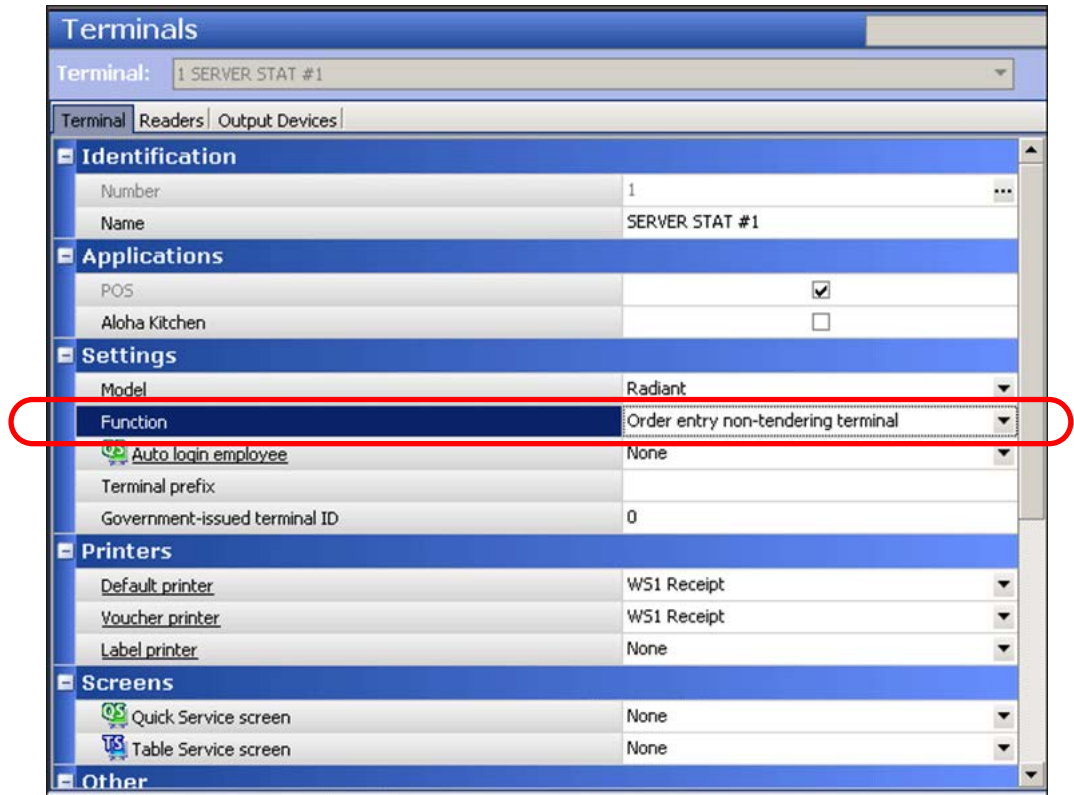 Terminals
Terminal: 1 SERVER STAT #1
Terminal Readers Output Devices
Identification
Number 1 ...
Name SERVER STAT #1
Applications
POS
Aloha Kitchen
Settings
Model Radiant
Function Order entry non-tendering terminal
QS Auto login employee None
Terminal prefix
Government-issued terminal ID 0
Printers
Default printer WS1 Receipt
Voucher printer WS1 Receipt
Label printer None
Screens
QS Quick Service screen None
TS Table Service screen None
Other